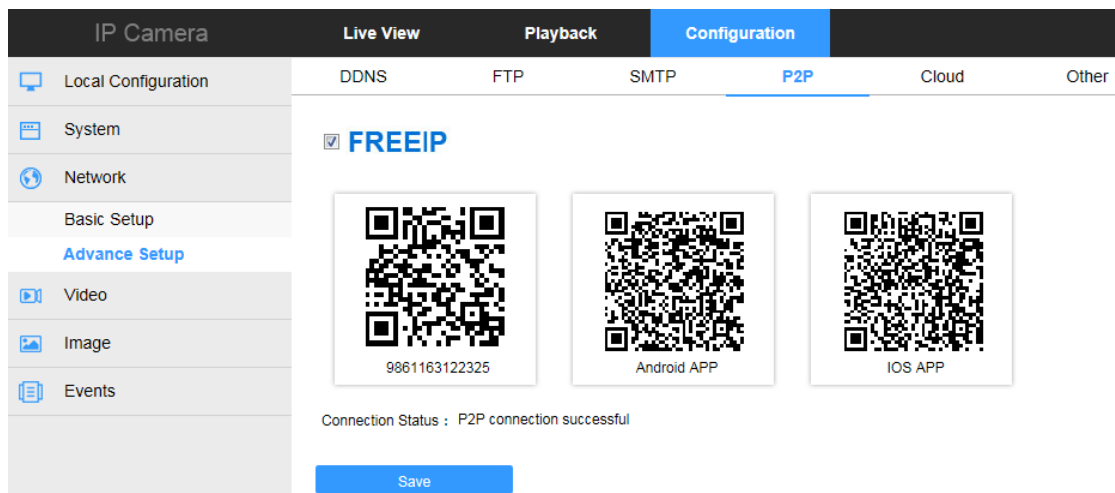 IP Camera
Live View Playback Configuration
Local Configuration
System
Network
Basic Setup
Advance Setup
Video
Image
Events
DDNS FTP SMTP P2P Cloud Other
FREEIP
9861163122325 Android APP IOS APP
Connection Status : P2P connection successful
Save